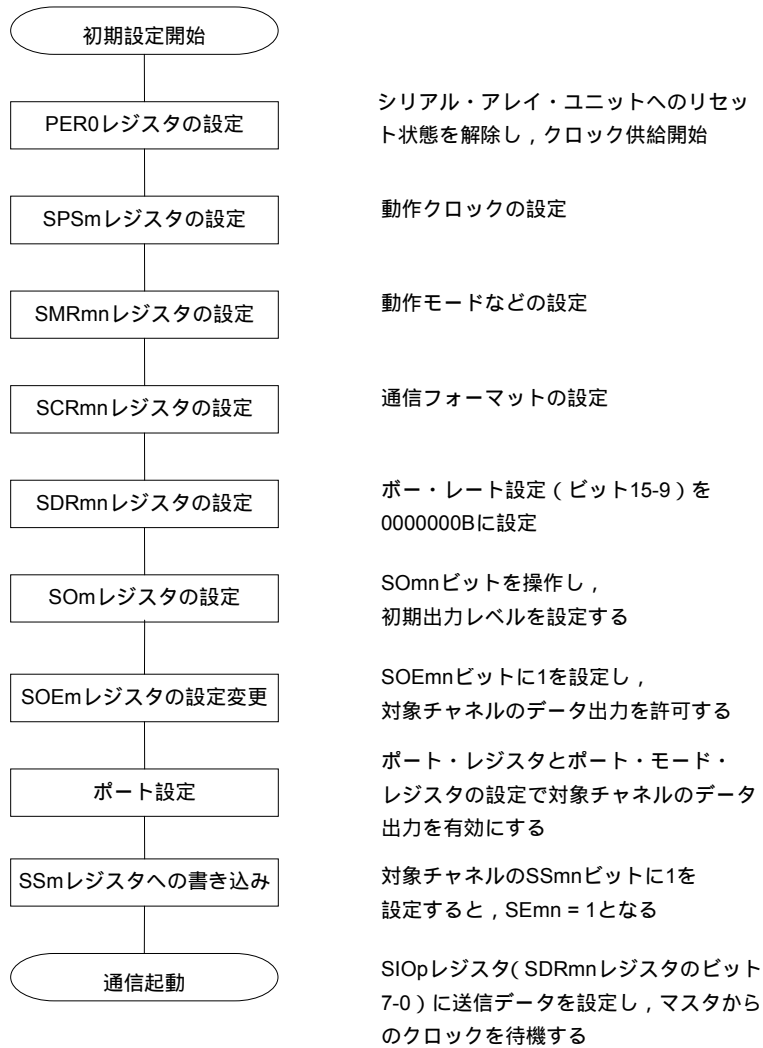 初期設定開始
PER0レジスタの設定
シリアル・アレイ・ユニットへのリセッ
ト状態を解除し,クロック供給開始
SPSmレジスタの設定
動作クロックの設定
SMRmnレジスタの設定
動作モードなどの設定
SCRmnレジスタの設定
通信フォーマットの設定
SDRmnレジスタの設定
ボー・レート設定(ビット15-9)を
0000000Bに設定
SOmレジスタの設定
SOmnビットを操作し,
初期出力レベルを設定する
SOEmレジスタの設定変更
SOEmnビットに1を設定し,
対象チャネルのデータ出力を許可する
ポート設定
ポート・レジスタとポート・モード・
レジスタの設定で対象チャネルのデータ
出力を有効にする
SSmレジスタへの書き込み
対象チャネルのSSmnビットに1を
設定すると,SEmn = 1となる
通信起動
SIOpレジスタ(SDRmnレジスタのビット
7-0)に送信データを設定し,マスタから
のクロックを待機する